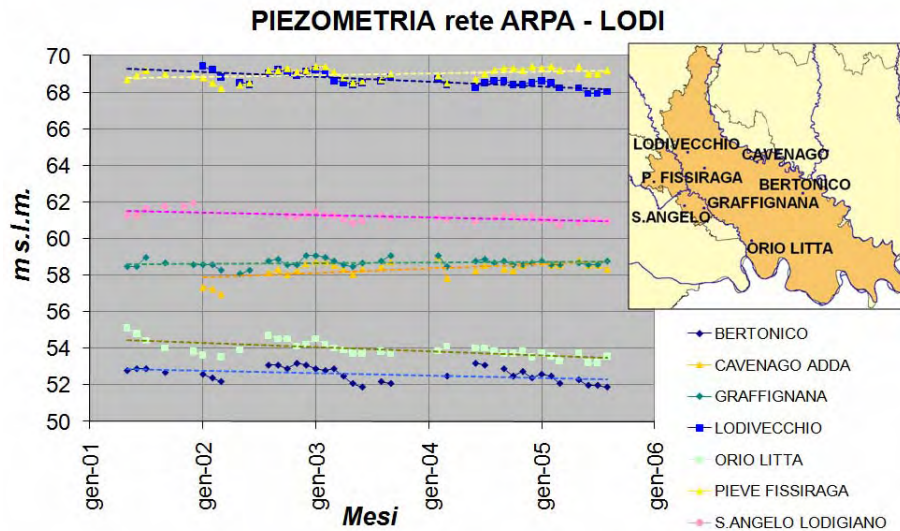 PIEZOMETRIA rete ARPA - LODI
70
68
66
64
62
60
58
56
54
52
50
m s.l.m.
gen-01
gen-02
gen-03
gen-04
gen-05
gen-06
Mesi
LODIVECCHIO
CAVENAGO
P. FISSIRAGA
BERTONICO
GRAFFIGNANA
S.ANGELO
ORIO LITTA
BERTONICO
CAVENAGO ADDA
GRAFFIGNANA
LODIVECCHIO
ORIO LITTA
PIEVE FISSIRAGA
S.ANGELO LODIGIANO